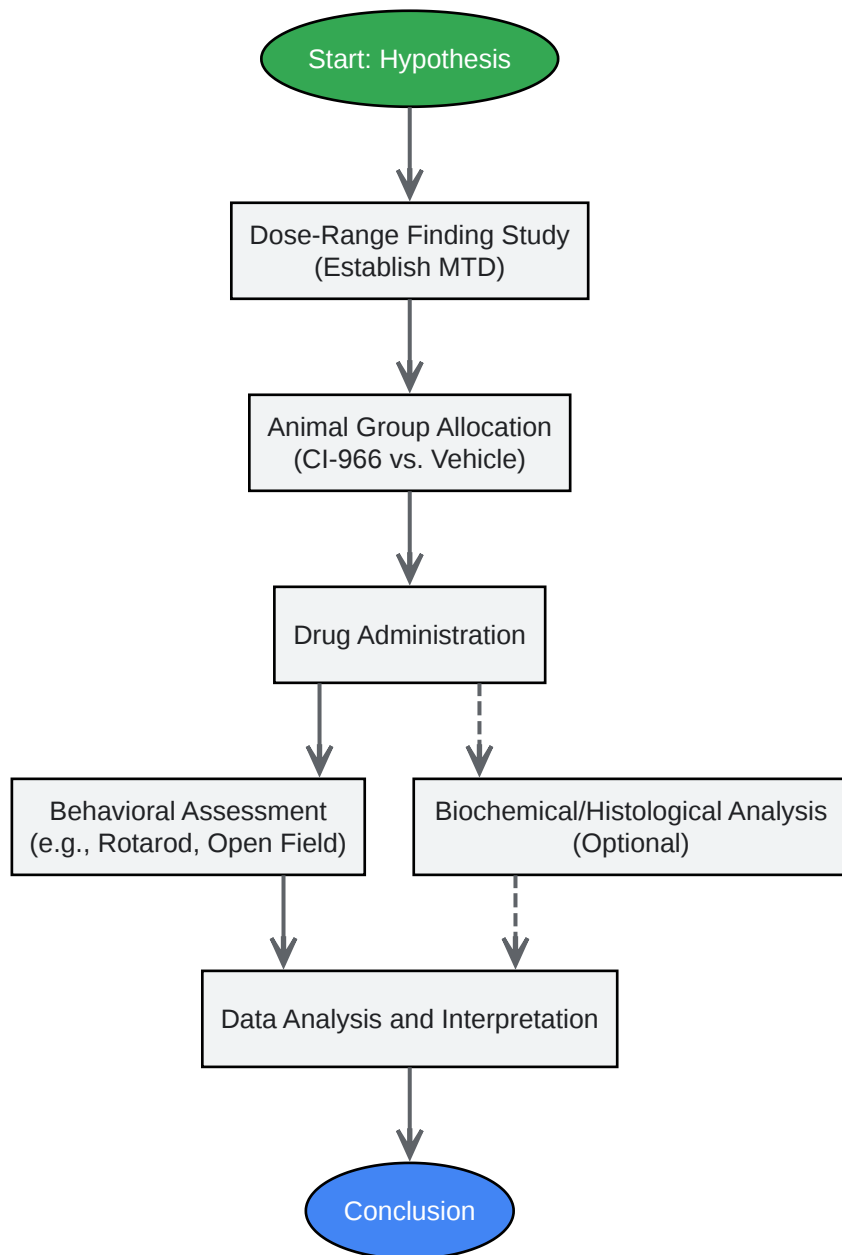 Start: Hypothesis
Dose-Range Finding Study
(Establish MTD)
Animal Group Allocation
(CI-966 vs. Vehicle)
Drug Administration
Behavioral Assessment
(e.g., Rotarod, Open Field)
Biochemical/Histological Analysis
(Optional)
Data Analysis and Interpretation
Conclusion